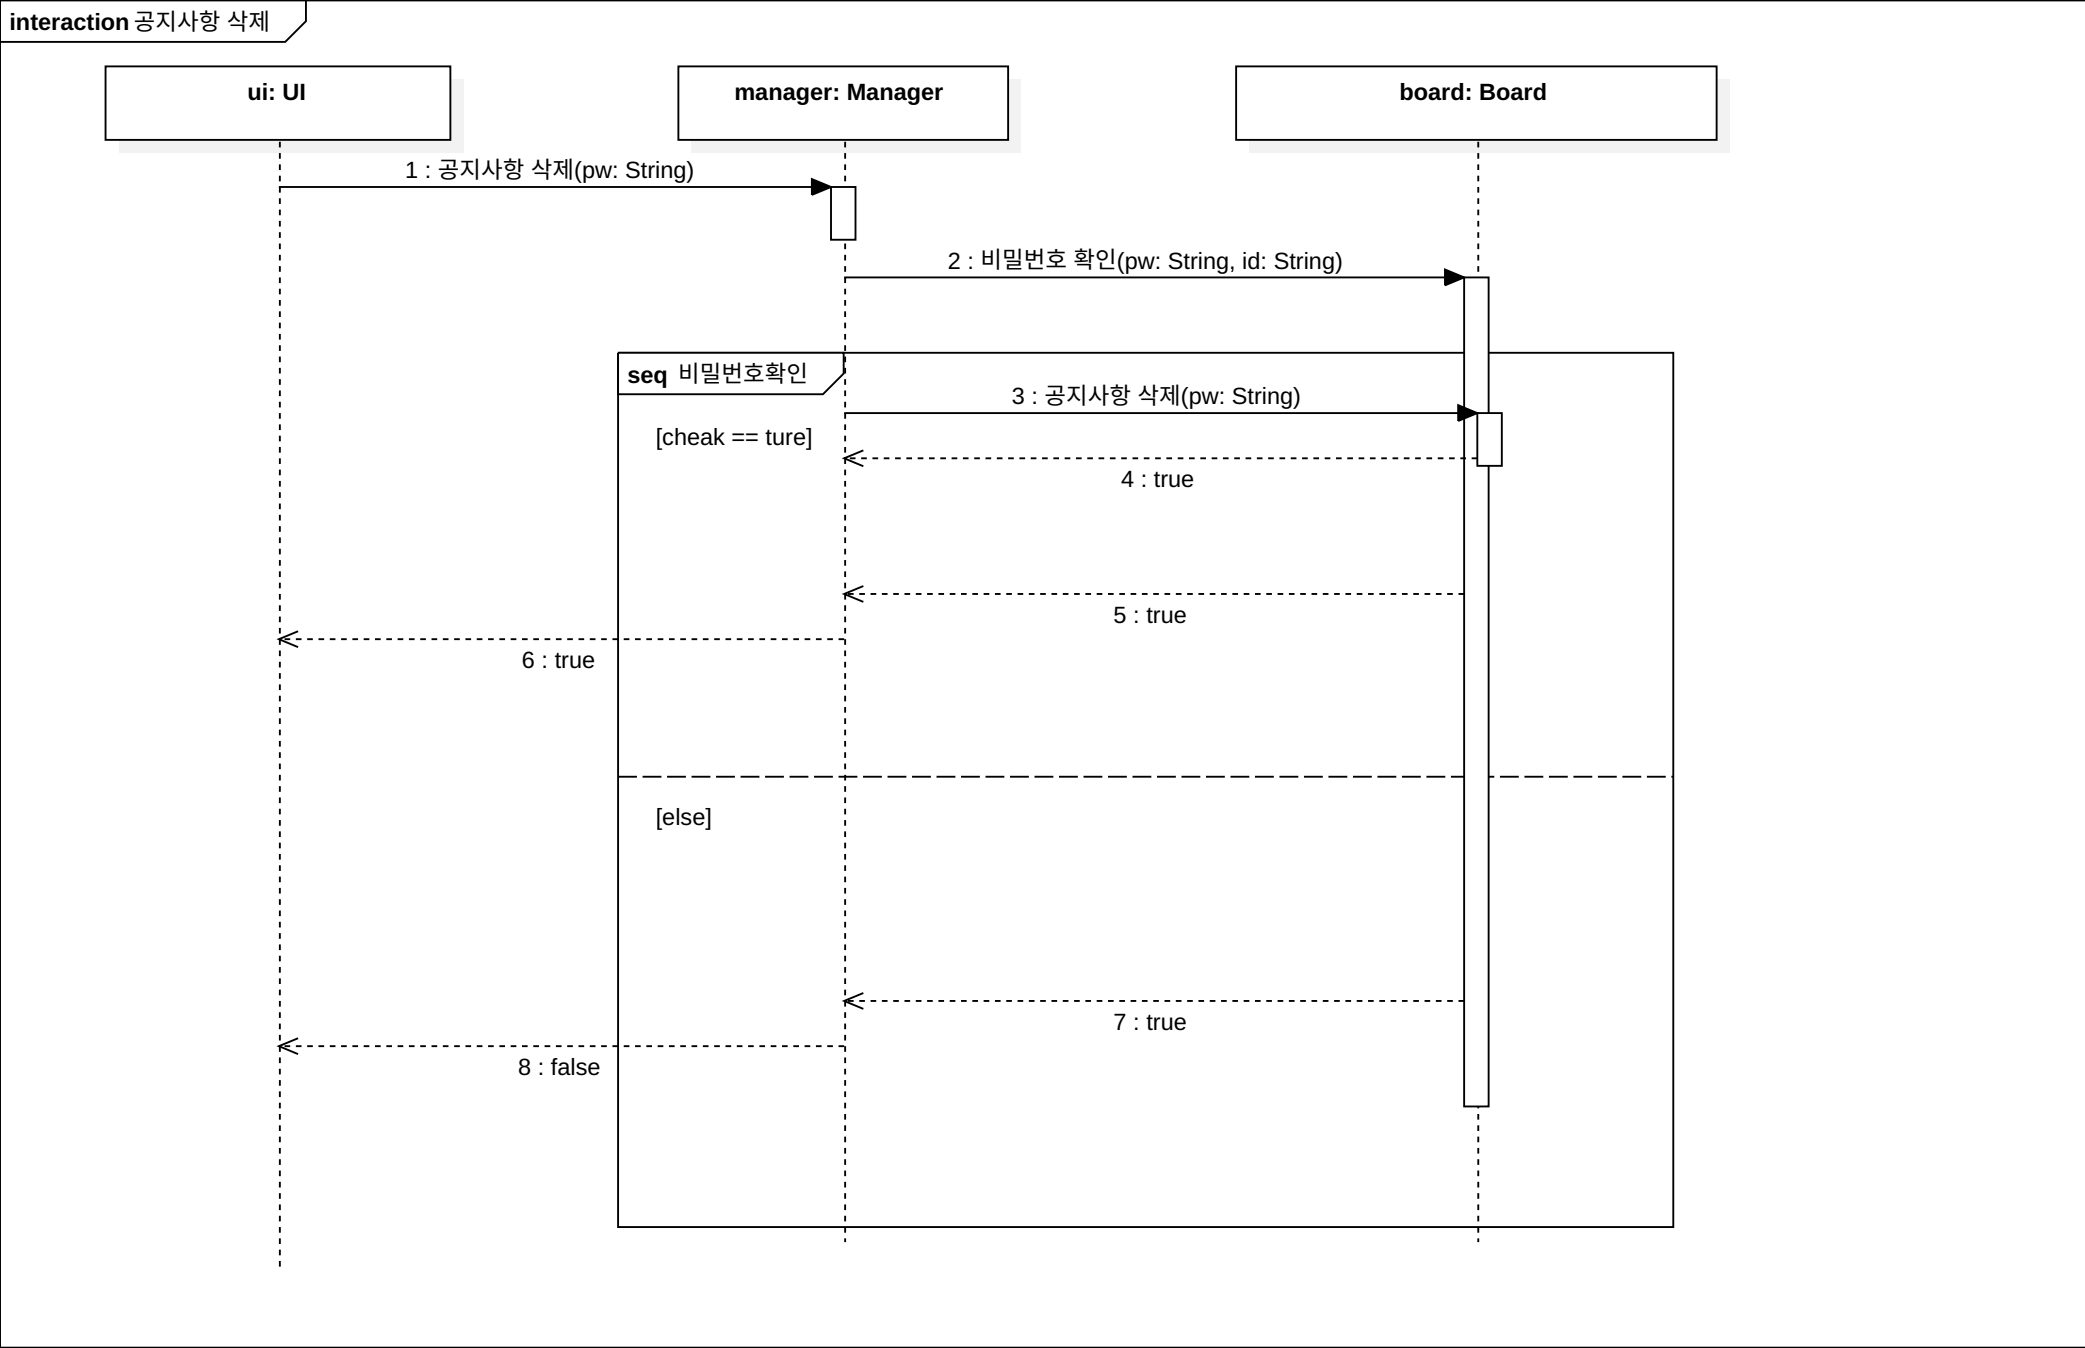 interaction 공지사항 삭제
ui: UI
manager: Manager
board: Board
1 : 공지사항 삭제(pw: String)
2 : 비밀번호 확인(pw: String, id: String)
seq 비밀번호확인
3 : 공지사항 삭제(pw: String)
[cheak == ture]
4 : true
5 : true
6 : true
[else]
7 : true
8 : false